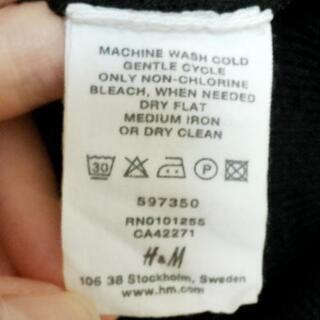 MACHINE WASH COLD
GENTLE CYCLE
ONLY NON-CHLORINE
BLEACH, WHEN NEEDED
DRY FLAT
MEDIUM IRON
OR DRY CLEAN
30 P
597350
RN0101255
CA42271
H&M
106 38 Stockholm, Sweden
www.hm.com